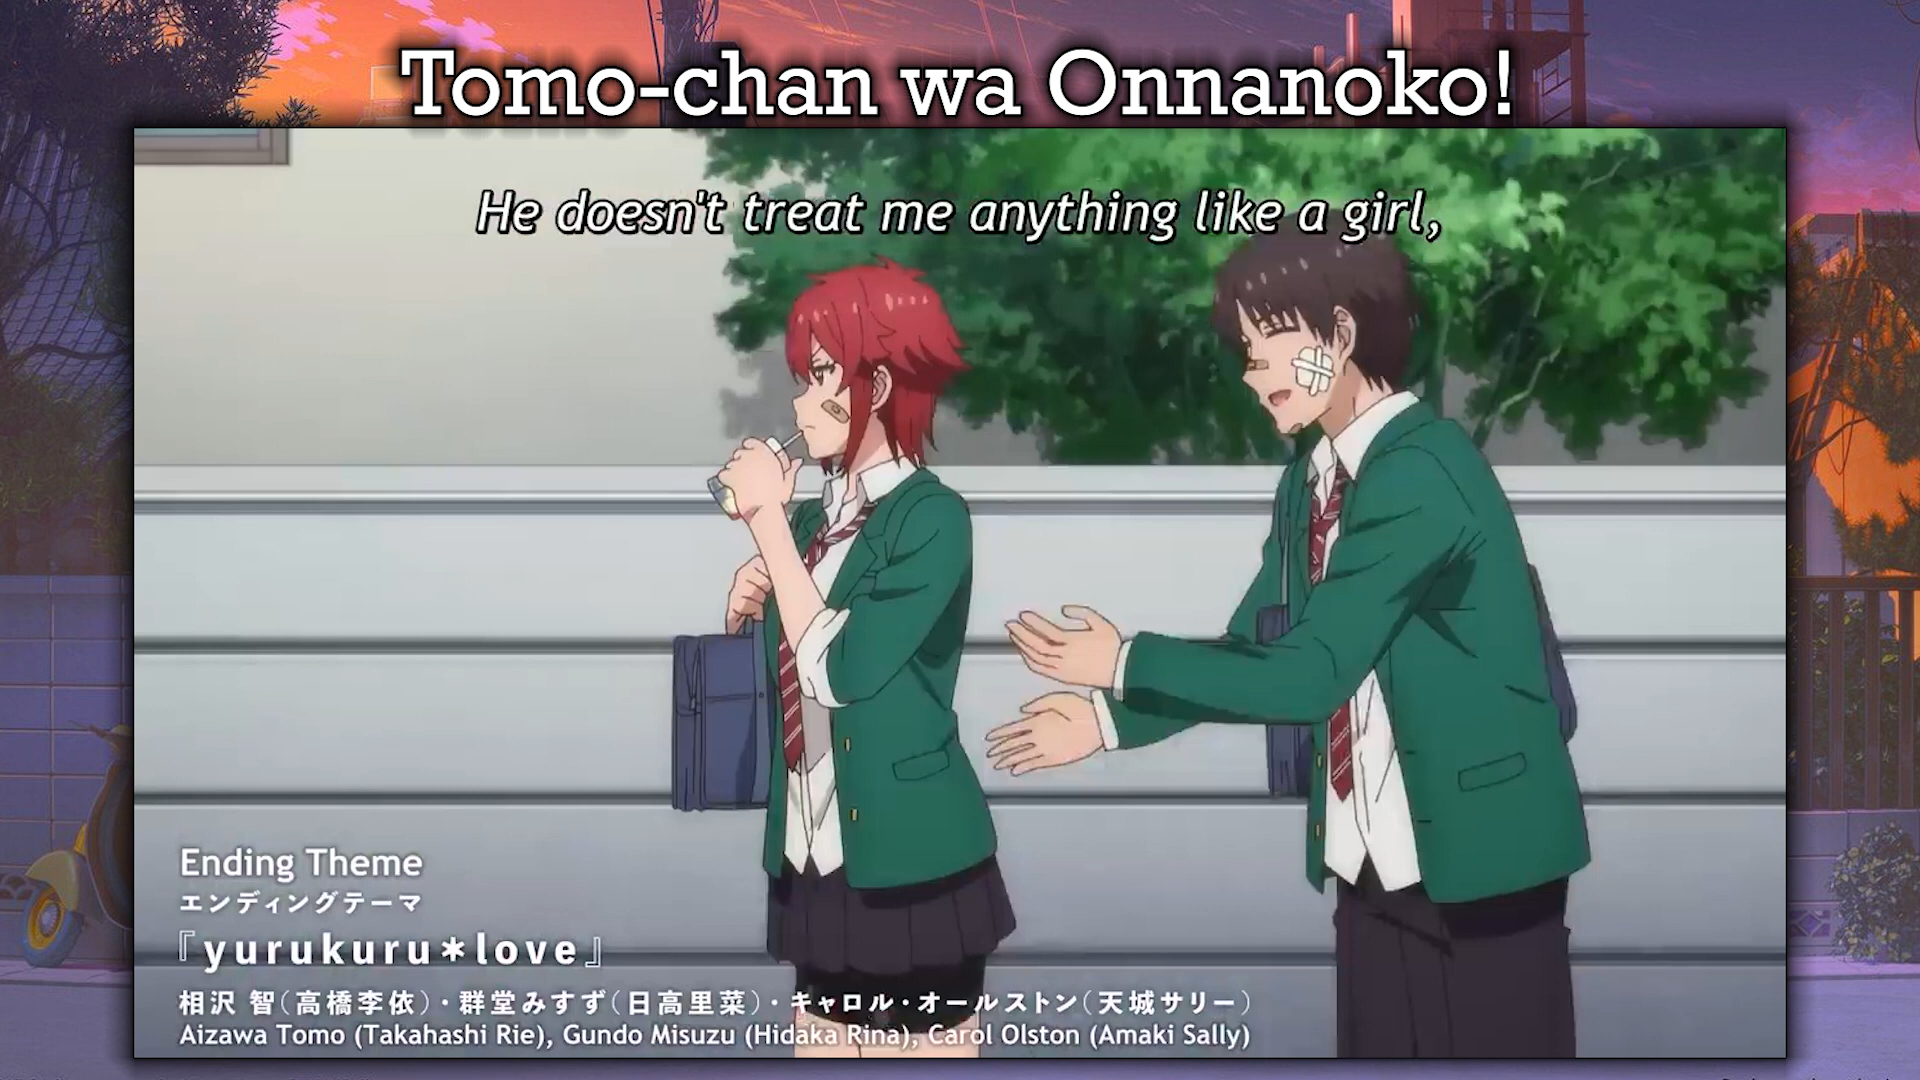 Tomo-chan wa Onnanoko!
He doesn't treat me anything like a girl,
Ending Theme
エンディングテーマ
『yurukuru＊love』
相沢 智（高橋李依）・群堂みすず（日高里菜）・キャロル・オールストン（天城サリー）
Aizawa Tomo (Takahashi Rie), Gundo Misuzu (Hidaka Rina), Carol Olston (Amaki Sally)